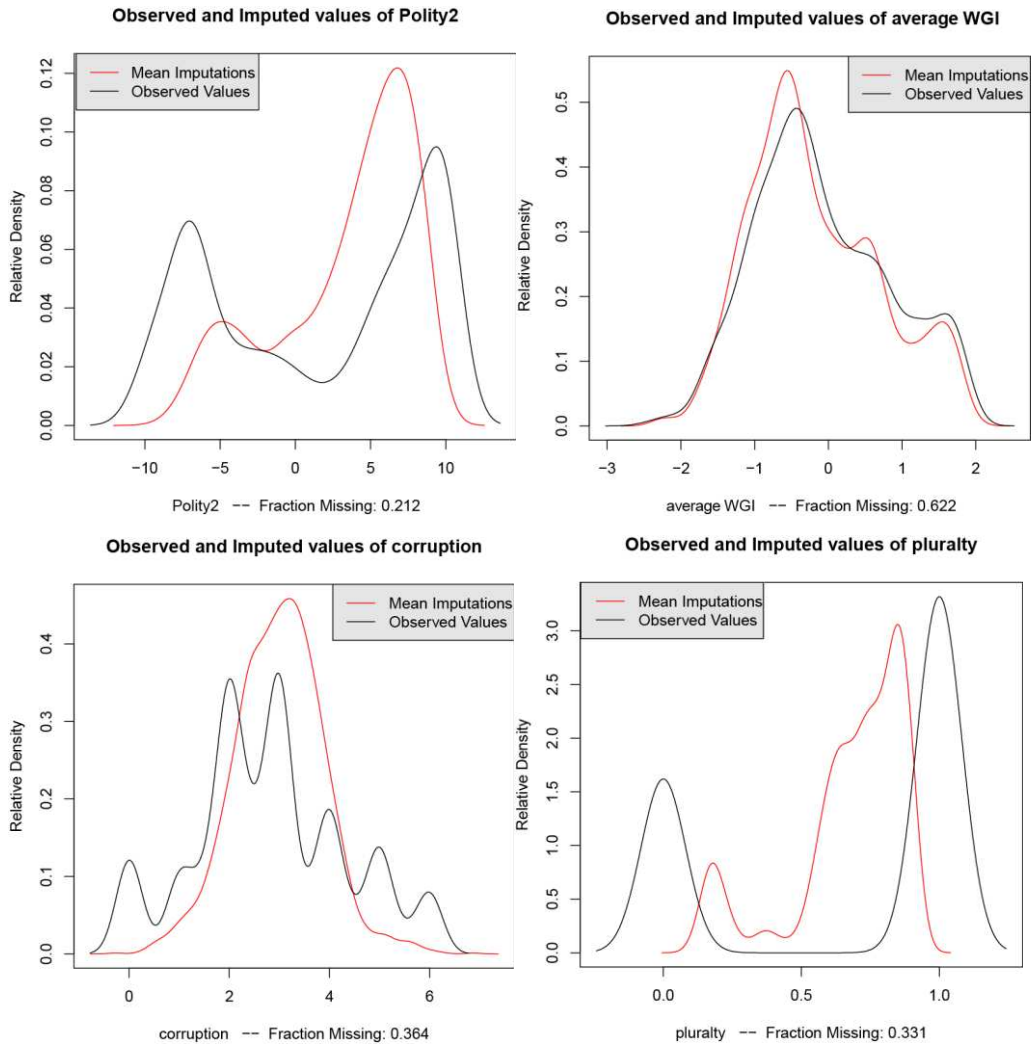 Observed and Imputed values of Polity2
Mean Imputations
Observed Values
Relative Density
0.00
0.02
0.04
0.06
0.08
0.10
0.12
−10
−5
0
5
10
Polity2 −− Fraction Missing: 0.212
Observed and Imputed values of average WGI
Mean Imputations
Observed Values
Relative Density
0.0
0.1
0.2
0.3
0.4
0.5
−3
−2
−1
0
1
2
average WGI −− Fraction Missing: 0.622
Observed and Imputed values of corruption
Mean Imputations
Observed Values
Relative Density
0.0
0.1
0.2
0.3
0.4
0
2
4
6
corruption −− Fraction Missing: 0.364
Observed and Imputed values of pluralty
Mean Imputations
Observed Values
Relative Density
0.0
0.5
1.0
1.5
2.0
2.5
3.0
0.0
0.5
1.0
pluralty −− Fraction Missing: 0.331